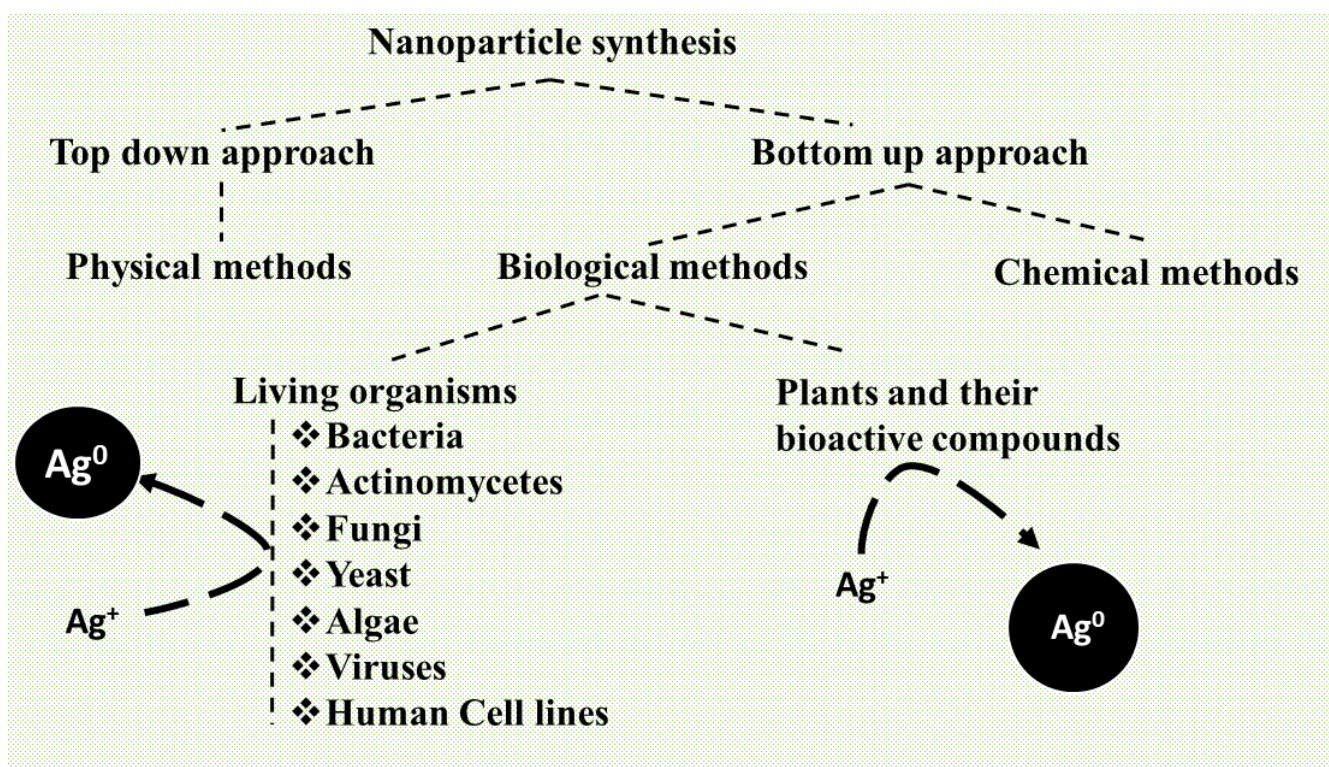 Nanoparticle synthesis
Top down approach
Bottom up approach
Physical methods
Biological methods
Chemical methods
Living organisms
❖Bacteria
❖Actinomycetes
❖Fungi
❖Yeast
❖Algae
❖Viruses
❖Human Cell lines
Ag⁰
Ag⁺
Plants and their
bioactive compounds
Ag⁺
Ag⁰